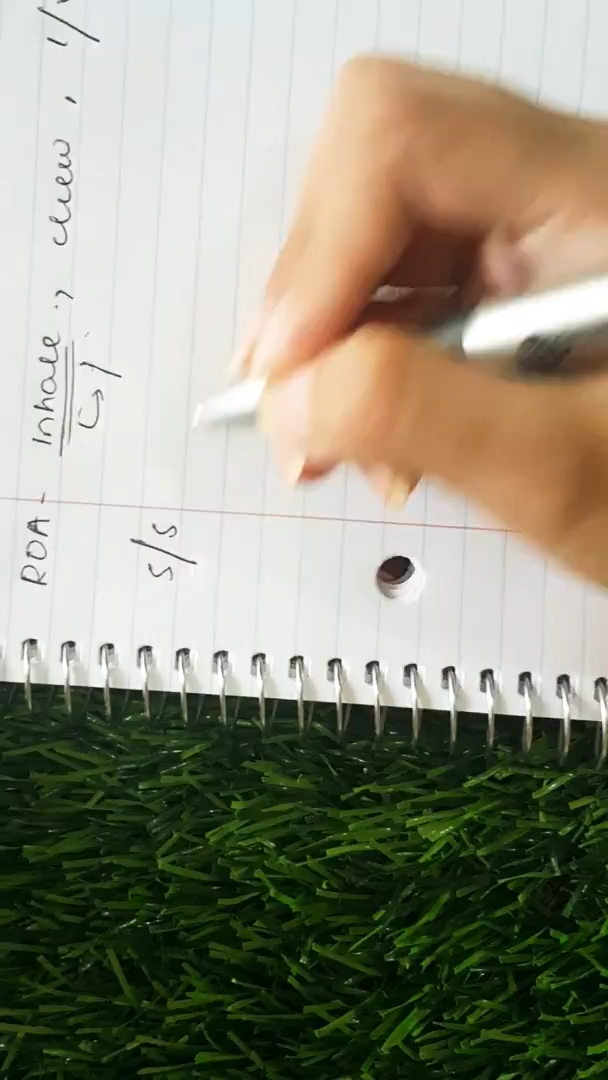 ROA - Inhale, chew, 1/
↳ /
S/S